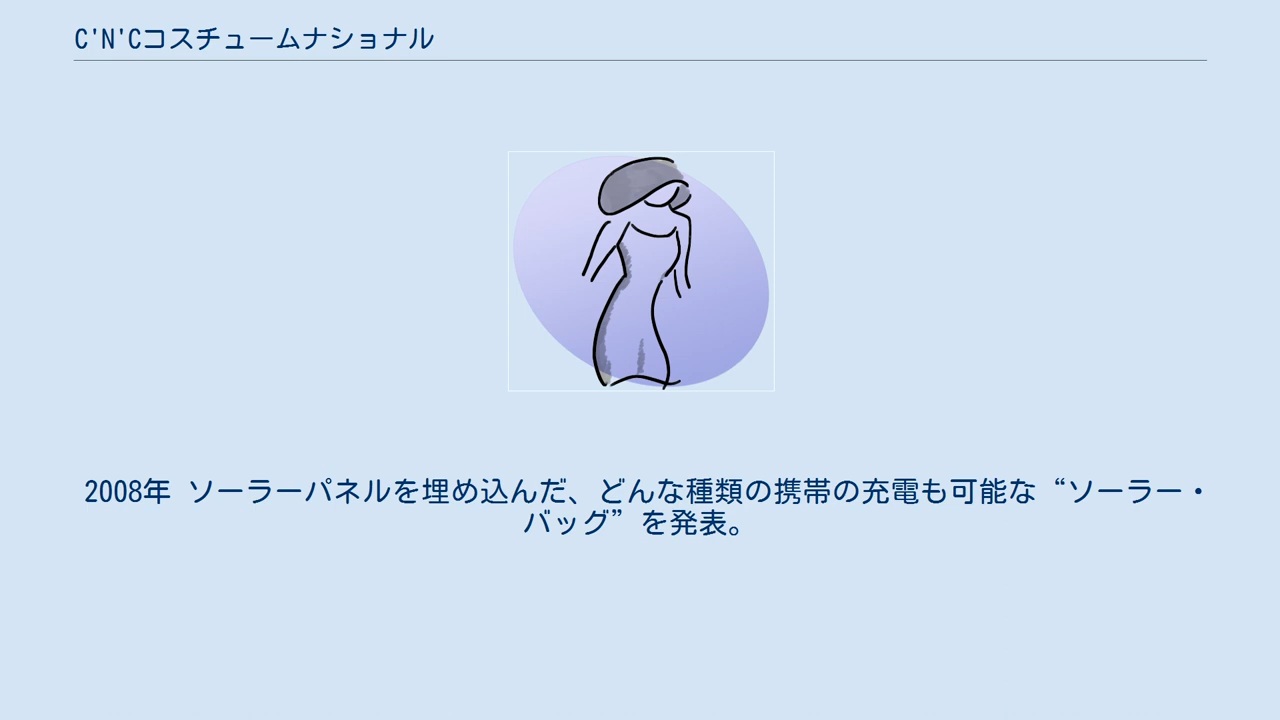 C'N'Cコスチュームナショナル
2008年 ソーラーパネルを埋め込んだ、どんな種類の携帯の充電も可能な“ソーラー・
バッグ”を発表。